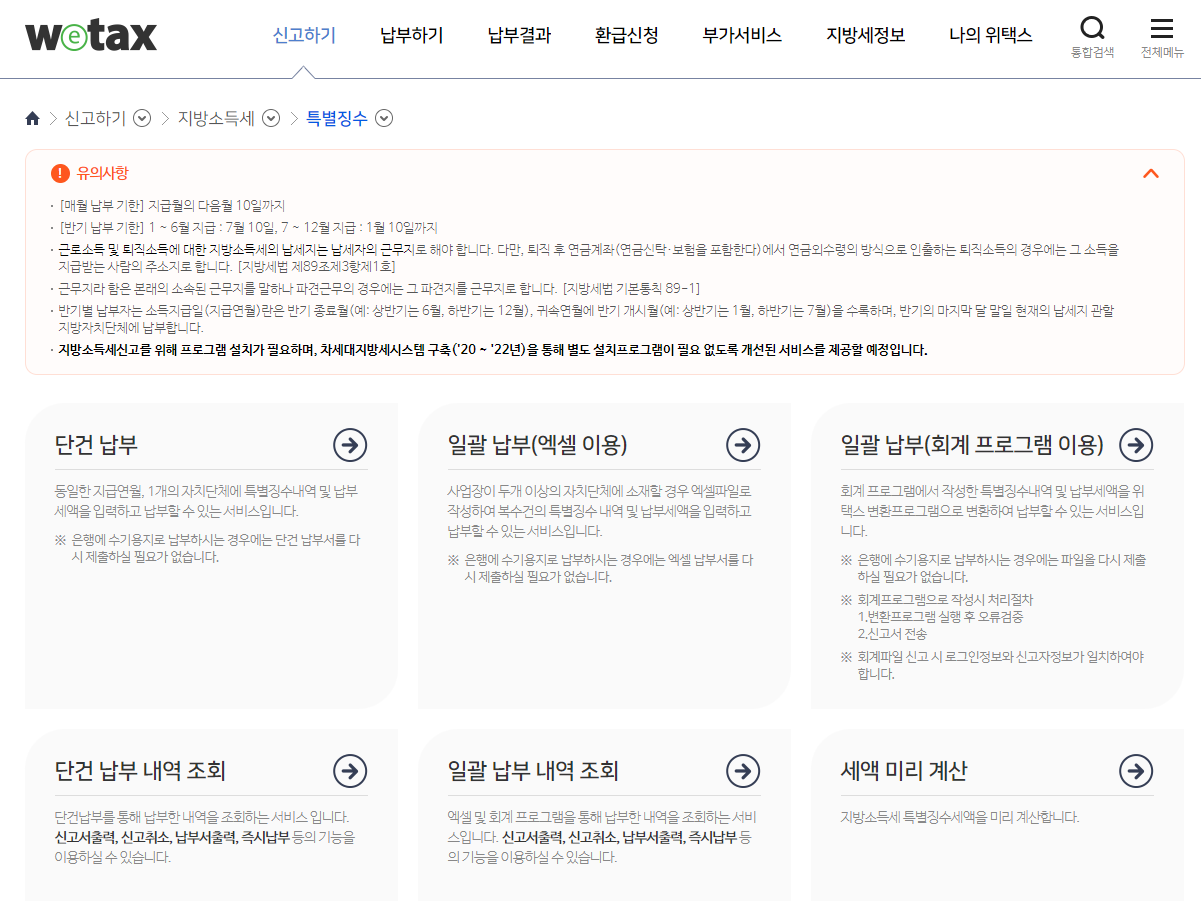 wetax
신고하기 납부하기 납부결과 환급신청 부가서비스 지방세정보 나의 위택스
통합검색 전체메뉴
신고하기 지방소득세 특별징수
유의사항
· [매월 납부 기한] 지급월의 다음월 10일까지
· [반기 납부 기한] 1 ~ 6월 지급 : 7월 10일, 7 ~ 12월 지급 : 1월 10일까지
· 근로소득 및 퇴직소득에 대한 지방소득세의 납세지는 납세자의 근무지로 해야 합니다. 다만, 퇴직 후 연금계좌(연금신탁·보험을 포함한다)에서 연금외수령의 방식으로 인출하는 퇴직소득의 경우에는 그 소득을
지급받는 사람의 주소지로 합니다. [지방세법 제89조제3항제1호]
· 근무지라 함은 본래의 소속된 근무지를 말하나 파견근무의 경우에는 그 파견지를 근무지로 합니다. [지방세법 기본통칙 89-1]
· 반기별 납부자는 소득지급일(지급연월)란은 반기 종료월(예: 상반기는 6월, 하반기는 12월), 귀속연월에 반기 개시월(예: 상반기는 1월, 하반기는 7월)을 수록하며, 반기의 마지막 달 말일 현재의 납세지 관할
지방자치단체에 납부합니다.
· 지방소득세신고를 위해 프로그램 설치가 필요하며, 차세대지방세시스템 구축('20 ~ '22년)을 통해 별도 설치프로그램이 필요 없도록 개선된 서비스를 제공할 예정입니다.
단건 납부
동일한 지급연월, 1개의 자치단체에 특별징수내역 및 납부
세액을 입력하고 납부할 수 있는 서비스입니다.
※ 은행에 수기용지로 납부하시는 경우에는 단건 납부서를 다
시 제출하실 필요가 없습니다.
일괄 납부(엑셀 이용)
사업장이 두개 이상의 자치단체에 소재할 경우 엑셀파일로
작성하여 복수건의 특별징수 내역 및 납부세액을 입력하고
납부할 수 있는 서비스입니다.
※ 은행에 수기용지로 납부하시는 경우에는 엑셀 납부서를 다
시 제출하실 필요가 없습니다.
일괄 납부(회계 프로그램 이용)
회계 프로그램에서 작성한 특별징수내역 및 납부세액을 위
택스 변환프로그램으로 변환하여 납부할 수 있는 서비스입
니다.
※ 은행에 수기용지로 납부하시는 경우에는 파일을 다시 제출
하실 필요가 없습니다.
※ 회계프로그램으로 작성시 처리절차
1.변환프로그램 실행 후 오류검증
2.신고서 전송
※ 회계파일 신고 시 로그인정보와 신고자정보가 일치하여야
합니다.
단건 납부 내역 조회
단건납부를 통해 납부한 내역을 조회하는 서비스 입니다.
신고서출력, 신고취소, 납부서출력, 즉시납부 등의 기능을
이용하실 수 있습니다.
일괄 납부 내역 조회
엑셀 및 회계 프로그램을 통해 납부한 내역을 조회하는 서비
스입니다. 신고서출력, 신고취소, 납부서출력, 즉시납부 등
의 기능을 이용하실 수 있습니다.
세액 미리 계산
지방소득세 특별징수세액을 미리 계산합니다.